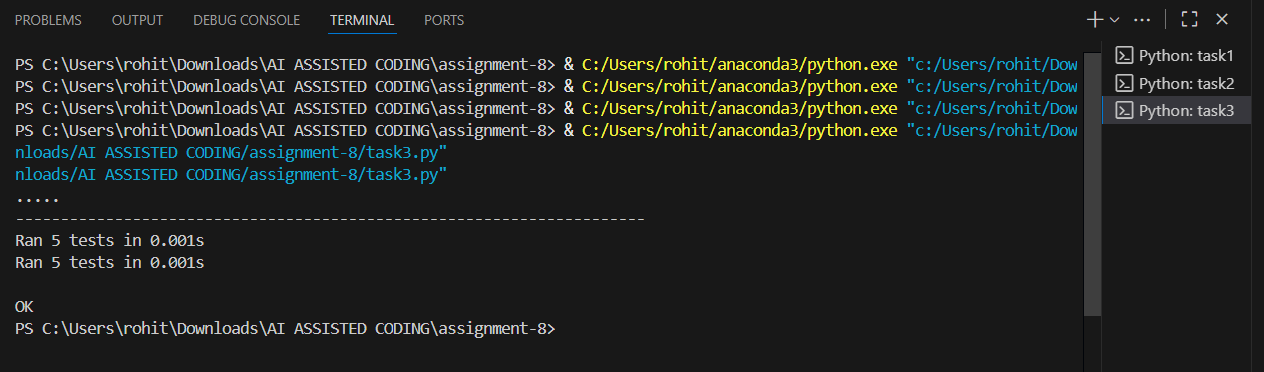 PROBLEMS OUTPUT DEBUG CONSOLE TERMINAL PORTS
PS C:\Users\rohit\Downloads\AI ASSISTED CODING\assignment-8> & C:/Users/rohit/anaconda3/python.exe "c:/Users/rohit/Dow
PS C:\Users\rohit\Downloads\AI ASSISTED CODING\assignment-8> & C:/Users/rohit/anaconda3/python.exe "c:/Users/rohit/Dow
PS C:\Users\rohit\Downloads\AI ASSISTED CODING\assignment-8> & C:/Users/rohit/anaconda3/python.exe "c:/Users/rohit/Dow
PS C:\Users\rohit\Downloads\AI ASSISTED CODING\assignment-8> & C:/Users/rohit/anaconda3/python.exe "c:/Users/rohit/Dow
nloads/AI ASSISTED CODING/assignment-8/task3.py"
nloads/AI ASSISTED CODING/assignment-8/task3.py"
.....
----------------------------------------------------------------------
Ran 5 tests in 0.001s
Ran 5 tests in 0.001s
OK
PS C:\Users\rohit\Downloads\AI ASSISTED CODING\assignment-8>
Python: task1
Python: task2
Python: task3